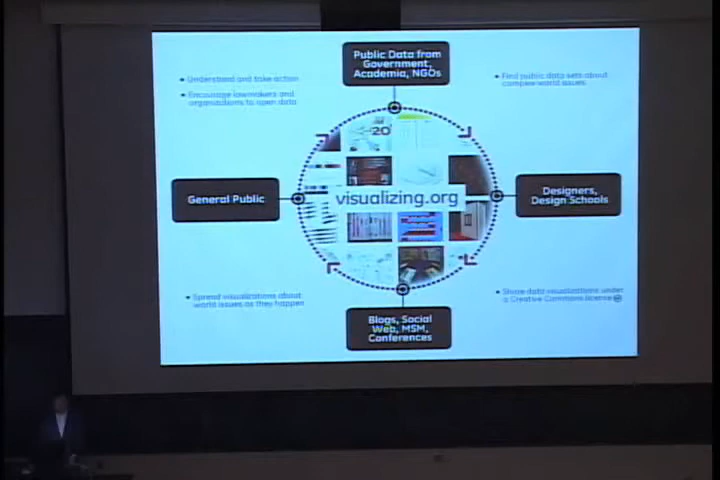 Public Data from
Government,
Academia, NGOs
• Understand and take action
• Encourage lawmakers and
organizations to open data
• Find public data sets about
complex world issues
20
General Public
visualizing.org
Designers,
Design Schools
• Spread visualizations about
world issues as they happen
• Share data visualizations under
a Creative Commons license
Blogs, Social
Web, MSM,
Conferences